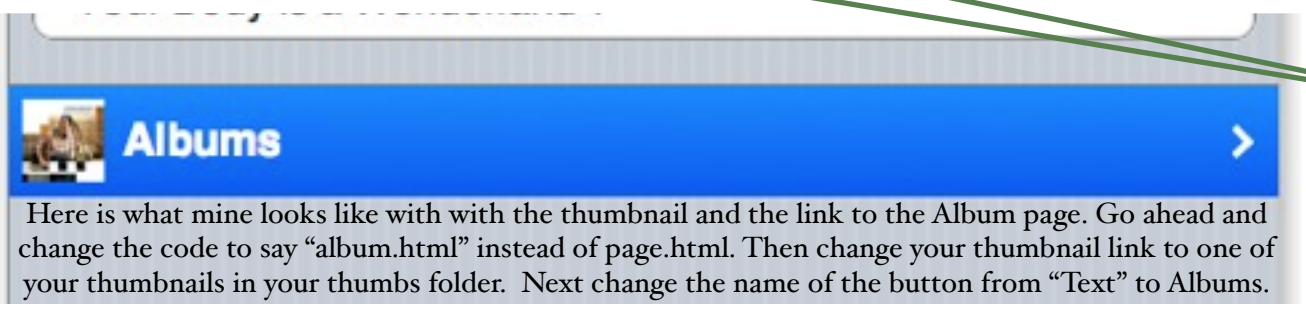 Albums
Here is what mine looks like with with the thumbnail and the link to the Album page. Go ahead and
change the code to say “album.html” instead of page.html. Then change your thumbnail link to one of
your thumbnails in your thumbs folder.  Next change the name of the button from “Text” to Albums.